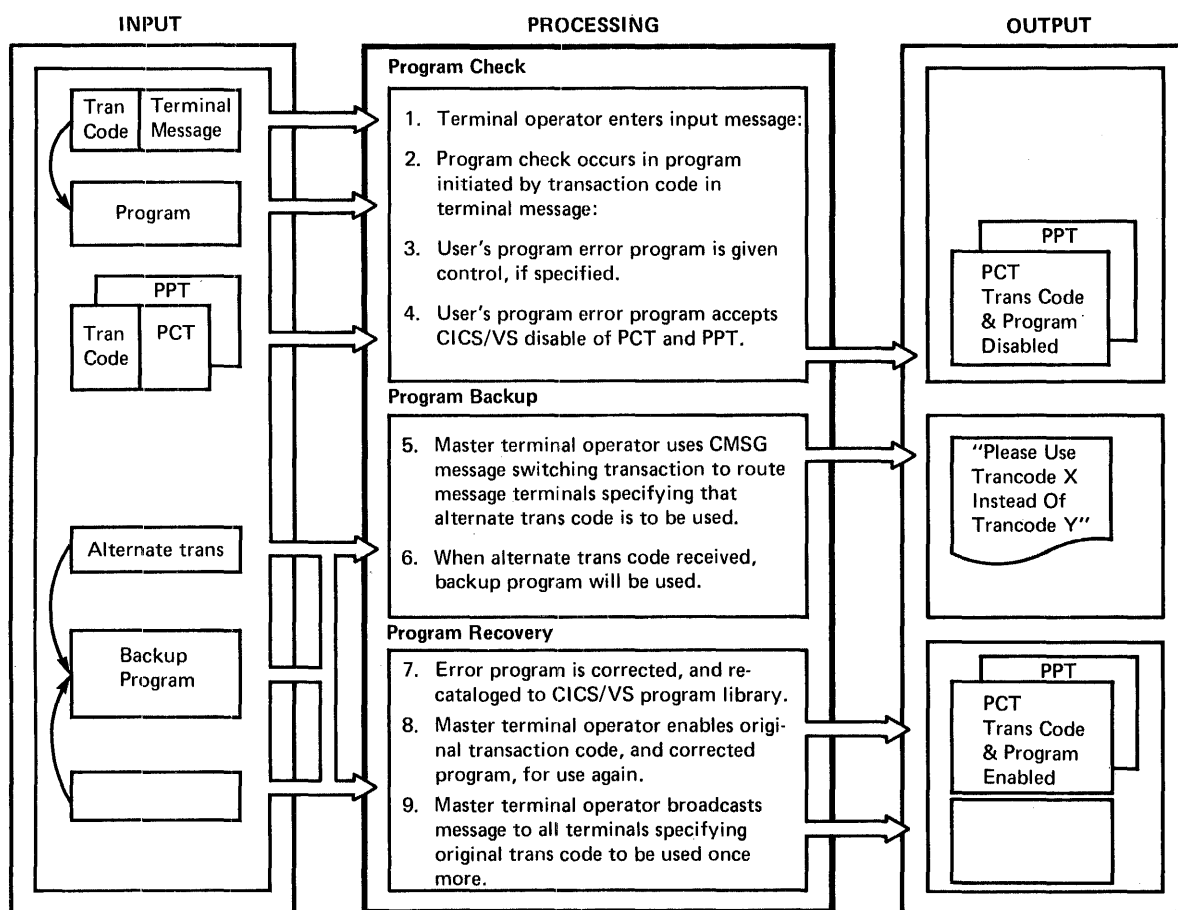 INPUT
PROCESSING
OUTPUT
Tran
Code
Terminal
Message
Program
PPT
Tran
Code
PCT
Alternate trans
Backup
Program
Program Check
1. Terminal operator enters input message:
2. Program check occurs in program
initiated by transaction code in
terminal message:
3. User's program error program is given
control, if specified.
4. User's program error program accepts
CICS/VS disable of PCT and PPT.
Program Backup
5. Master terminal operator uses CMSG
message switching transaction to route
message terminals specifying that
alternate trans code is to be used.
6. When alternate trans code received,
backup program will be used.
Program Recovery
7. Error program is corrected, and re-
cataloged to CICS/VS program library.
8. Master terminal operator enables origi-
nal transaction code, and corrected
program, for use again.
9. Master terminal operator broadcasts
message to all terminals specifying
original trans code to be used once
more.
PPT
PCT
Trans Code
& Program
Disabled
"Please Use
Trancode X
Instead Of
Trancode Y"
PPT
PCT
Trans Code
& Program
Enabled